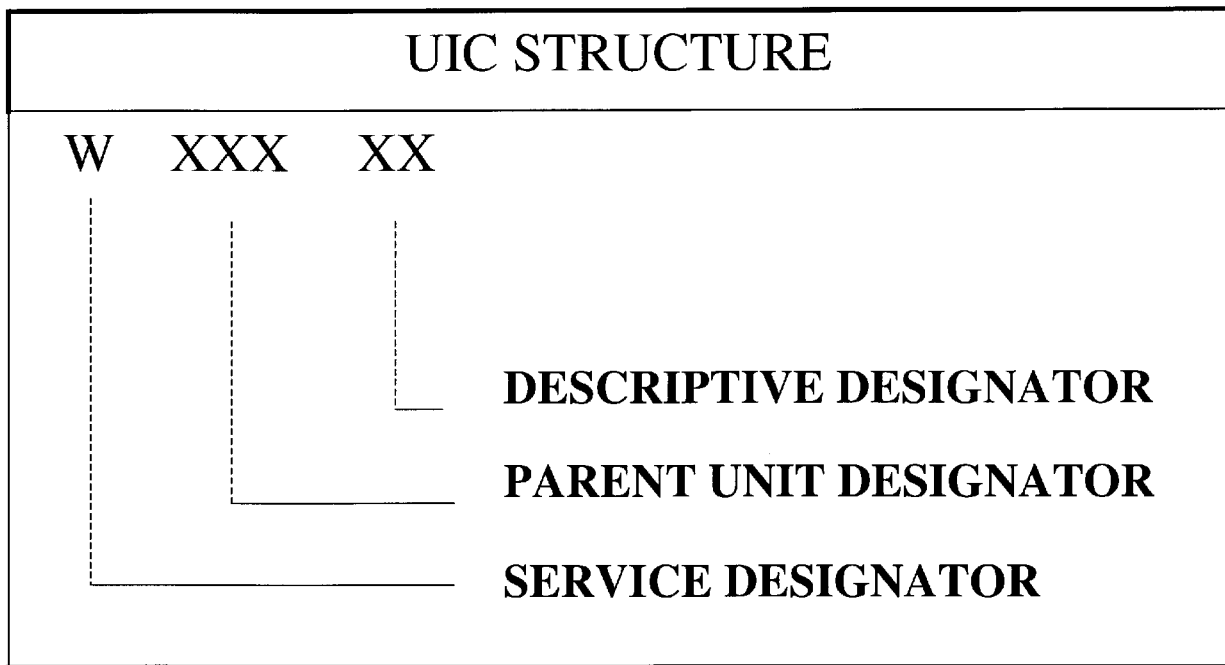 UIC STRUCTURE
W XXX XX
DESCRIPTIVE DESIGNATOR
PARENT UNIT DESIGNATOR
SERVICE DESIGNATOR